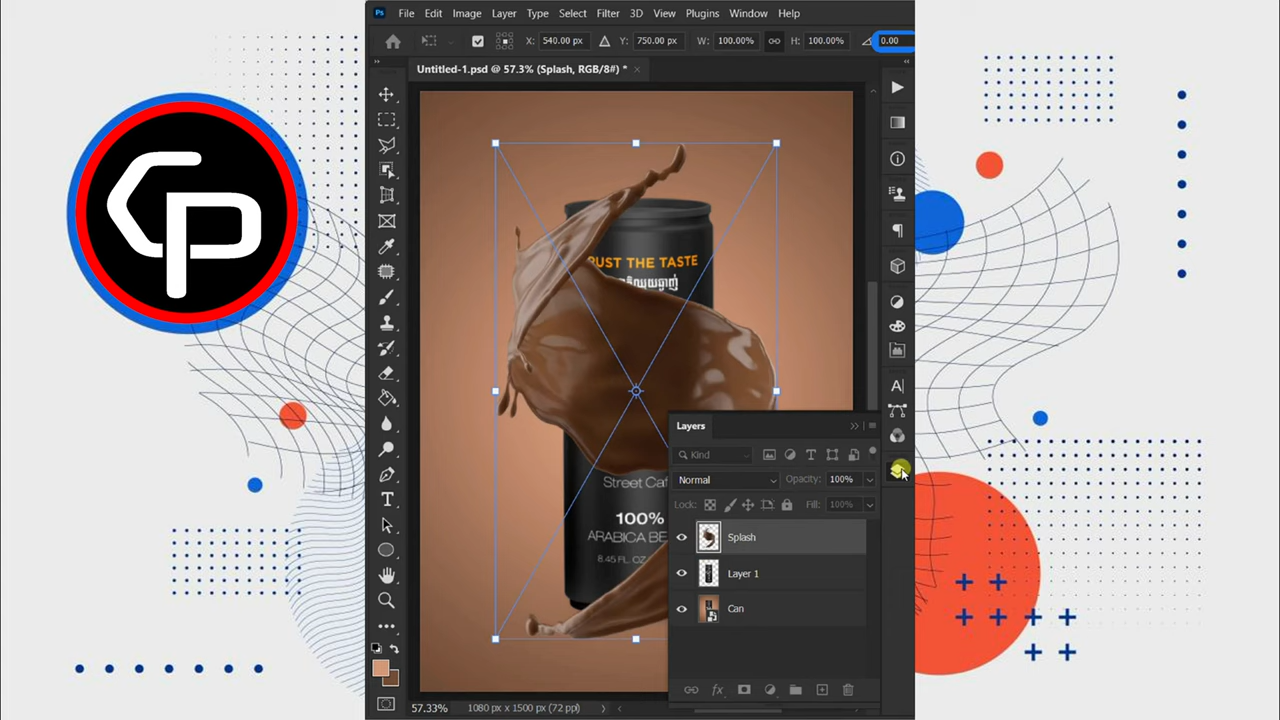 CP
Ps File Edit Image Layer Type Select Filter 3D View Plugins Window Help
X: 540.00 px Y: 750.00 px W: 100.00% H: 100.00% 0.00
Untitled-1.psd @ 57.3% (Splash, RGB/8#) * ×
RUST THE TASTE
Street Caf
100%
ARABICA BE
8.45 FL. OZ
Layers
Kind
Normal Opacity: 100%
Lock: Fill: 100%
Splash
Layer 1
Can
57.33% 1080 px x 1500 px (72 ppi)